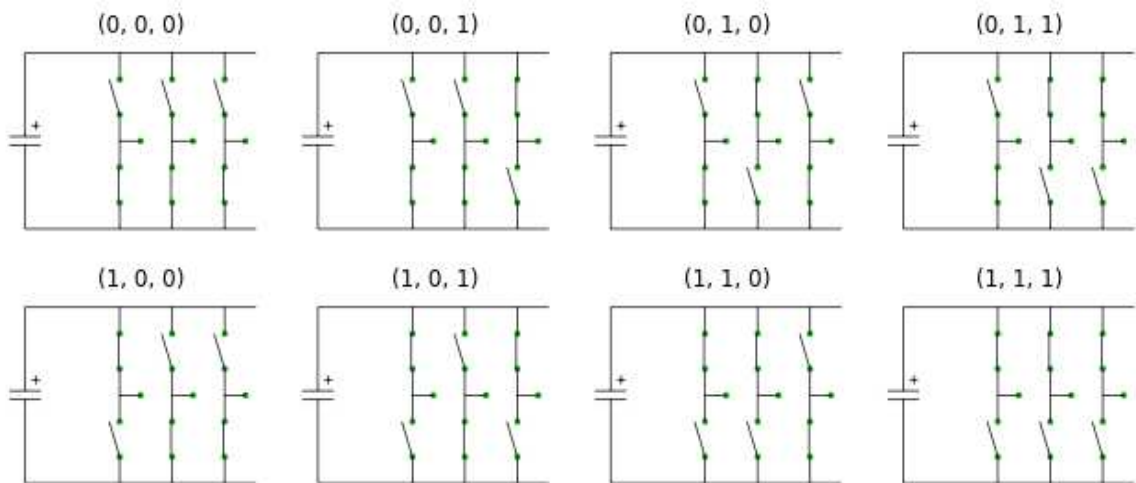 (0, 0, 0) (0, 0, 1) (0, 1, 0) (0, 1, 1)
+ + + +
(1, 0, 0) (1, 0, 1) (1, 1, 0) (1, 1, 1)
+ + + +